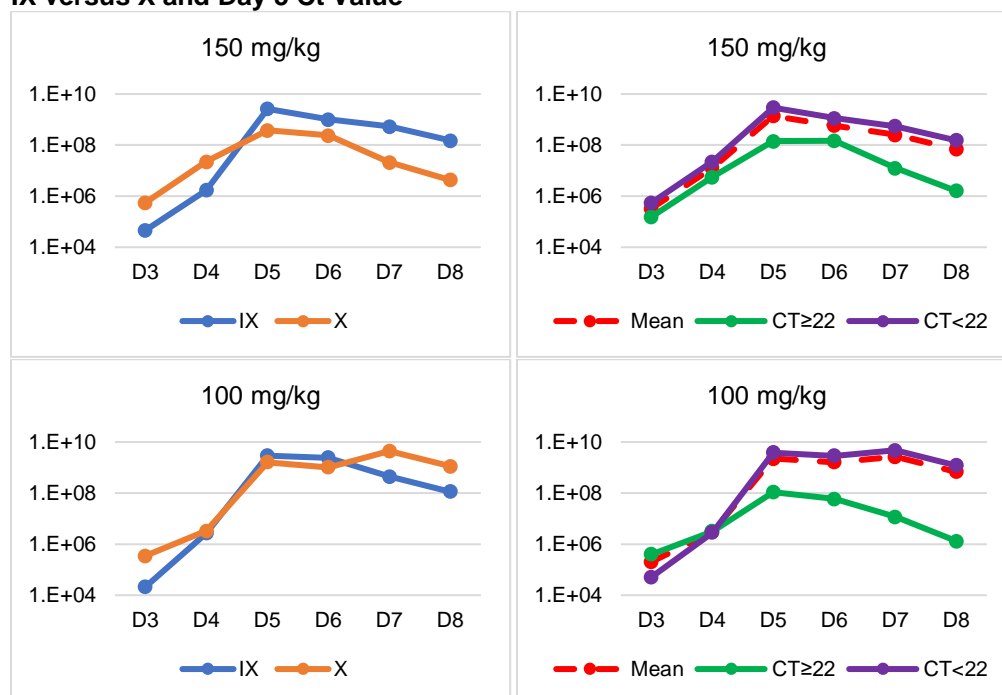 IX versus X and Day Ct Value
150 mg/kg
1.E+10
1.E+08
1.E+06
1.E+04
D3 D4 D5 D6 D7 D8
IX X
150 mg/kg
1.E+10
1.E+08
1.E+06
1.E+04
D3 D4 D5 D6 D7 D8
Mean CT≥22 CT<22
100 mg/kg
1.E+10
1.E+08
1.E+06
1.E+04
D3 D4 D5 D6 D7 D8
IX X
100 mg/kg
1.E+10
1.E+08
1.E+06
1.E+04
D3 D4 D5 D6 D7 D8
Mean CT≥22 CT<22